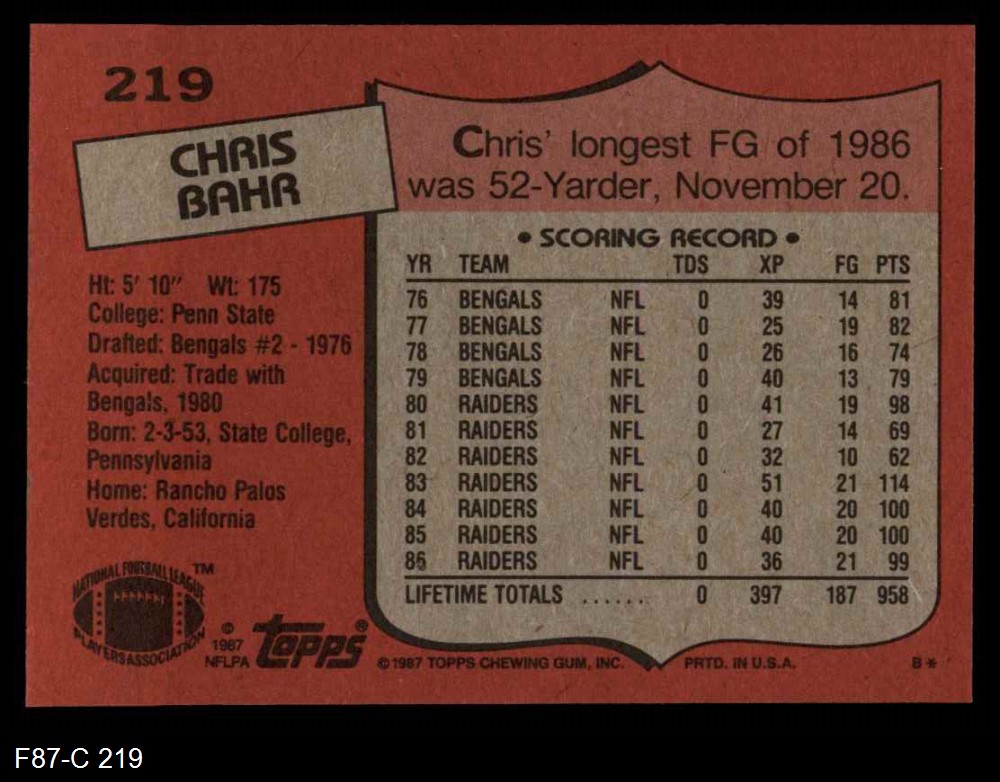 219
CHRIS
BAHR
Ht: 5' 10" Wt: 175
College: Penn State
Drafted: Bengals #2 - 1976
Acquired: Trade with
Bengals, 1980
Born: 2-3-53, State College,
Pennsylvania
Home: Rancho Palos
Verdes, California
NATIONAL FOOTBALL LEAGUE TM
PLAYERS ASSOCIATION
© 1987
NFLPA
topps®
Chris' longest FG of 1986
was 52-Yarder, November 20.
• SCORING RECORD •
YR TEAM TDS XP FG PTS
76 BENGALS NFL 0 39 14 81
77 BENGALS NFL 0 25 19 82
78 BENGALS NFL 0 26 16 74
79 BENGALS NFL 0 40 13 79
80 RAIDERS NFL 0 41 19 98
81 RAIDERS NFL 0 27 14 69
82 RAIDERS NFL 0 32 10 62
83 RAIDERS NFL 0 51 21 114
84 RAIDERS NFL 0 40 20 100
85 RAIDERS NFL 0 40 20 100
86 RAIDERS NFL 0 36 21 99
LIFETIME TOTALS ...... 0 397 187 958
© 1987 TOPPS CHEWING GUM, INC. PRTD. IN U.S.A. B*
F87-C 219